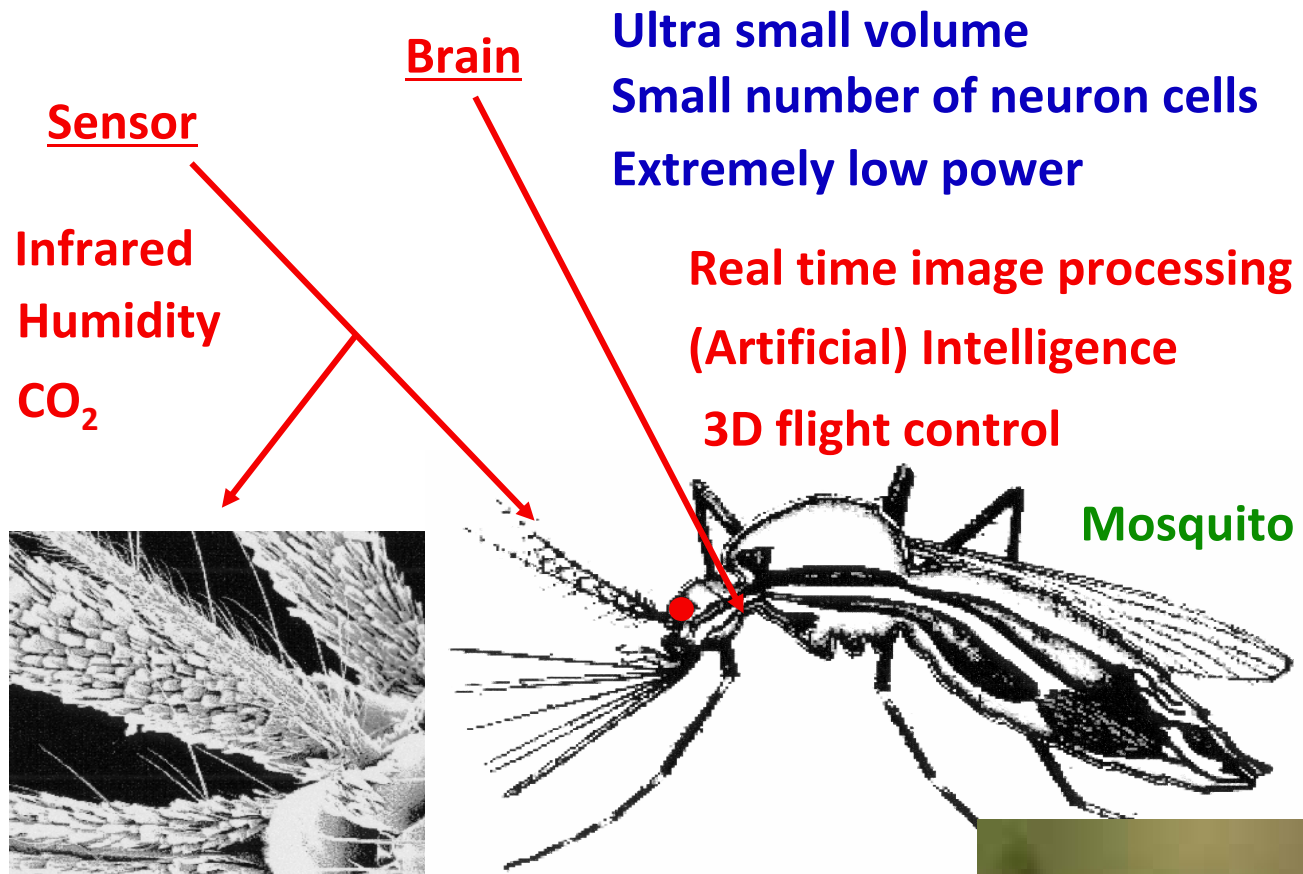 Brain
Sensor
Ultra small volume
Small number of neuron cells
Extremely low power
Infrared
Humidity
CO₂
Real time image processing
(Artificial) Intelligence
3D flight control
Mosquito